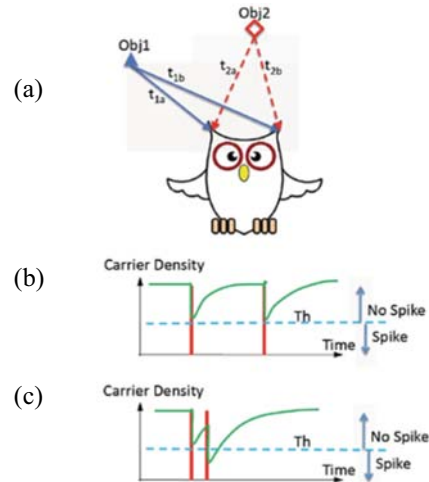 Obj2
Obj1
(a)
t1b
t1a
t2a
t2b
(b)
Carrier Density
Th
No Spike
Time
Spike
(c)
Carrier Density
Th
No Spike
Time
Spike